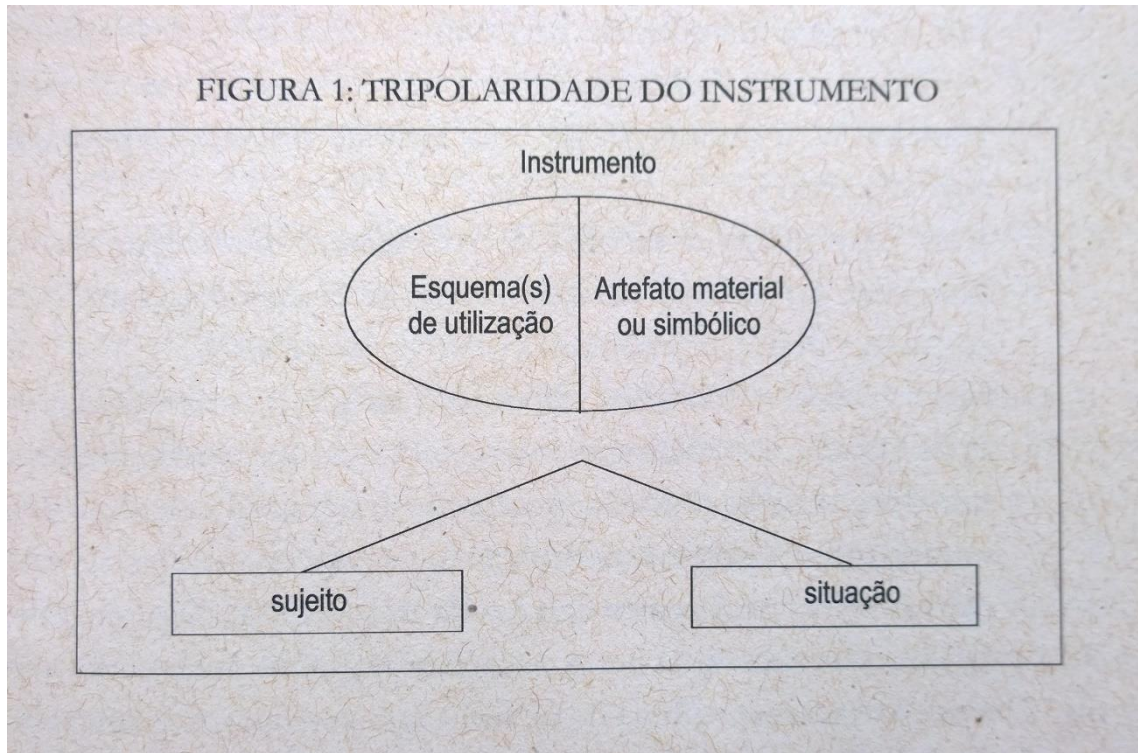 FIGURA 1: TRIPOLARIDADE DO INSTRUMENTO
Instrumento
Esquema(s)
de utilização
Artefato material
ou simbólico
sujeito
situação